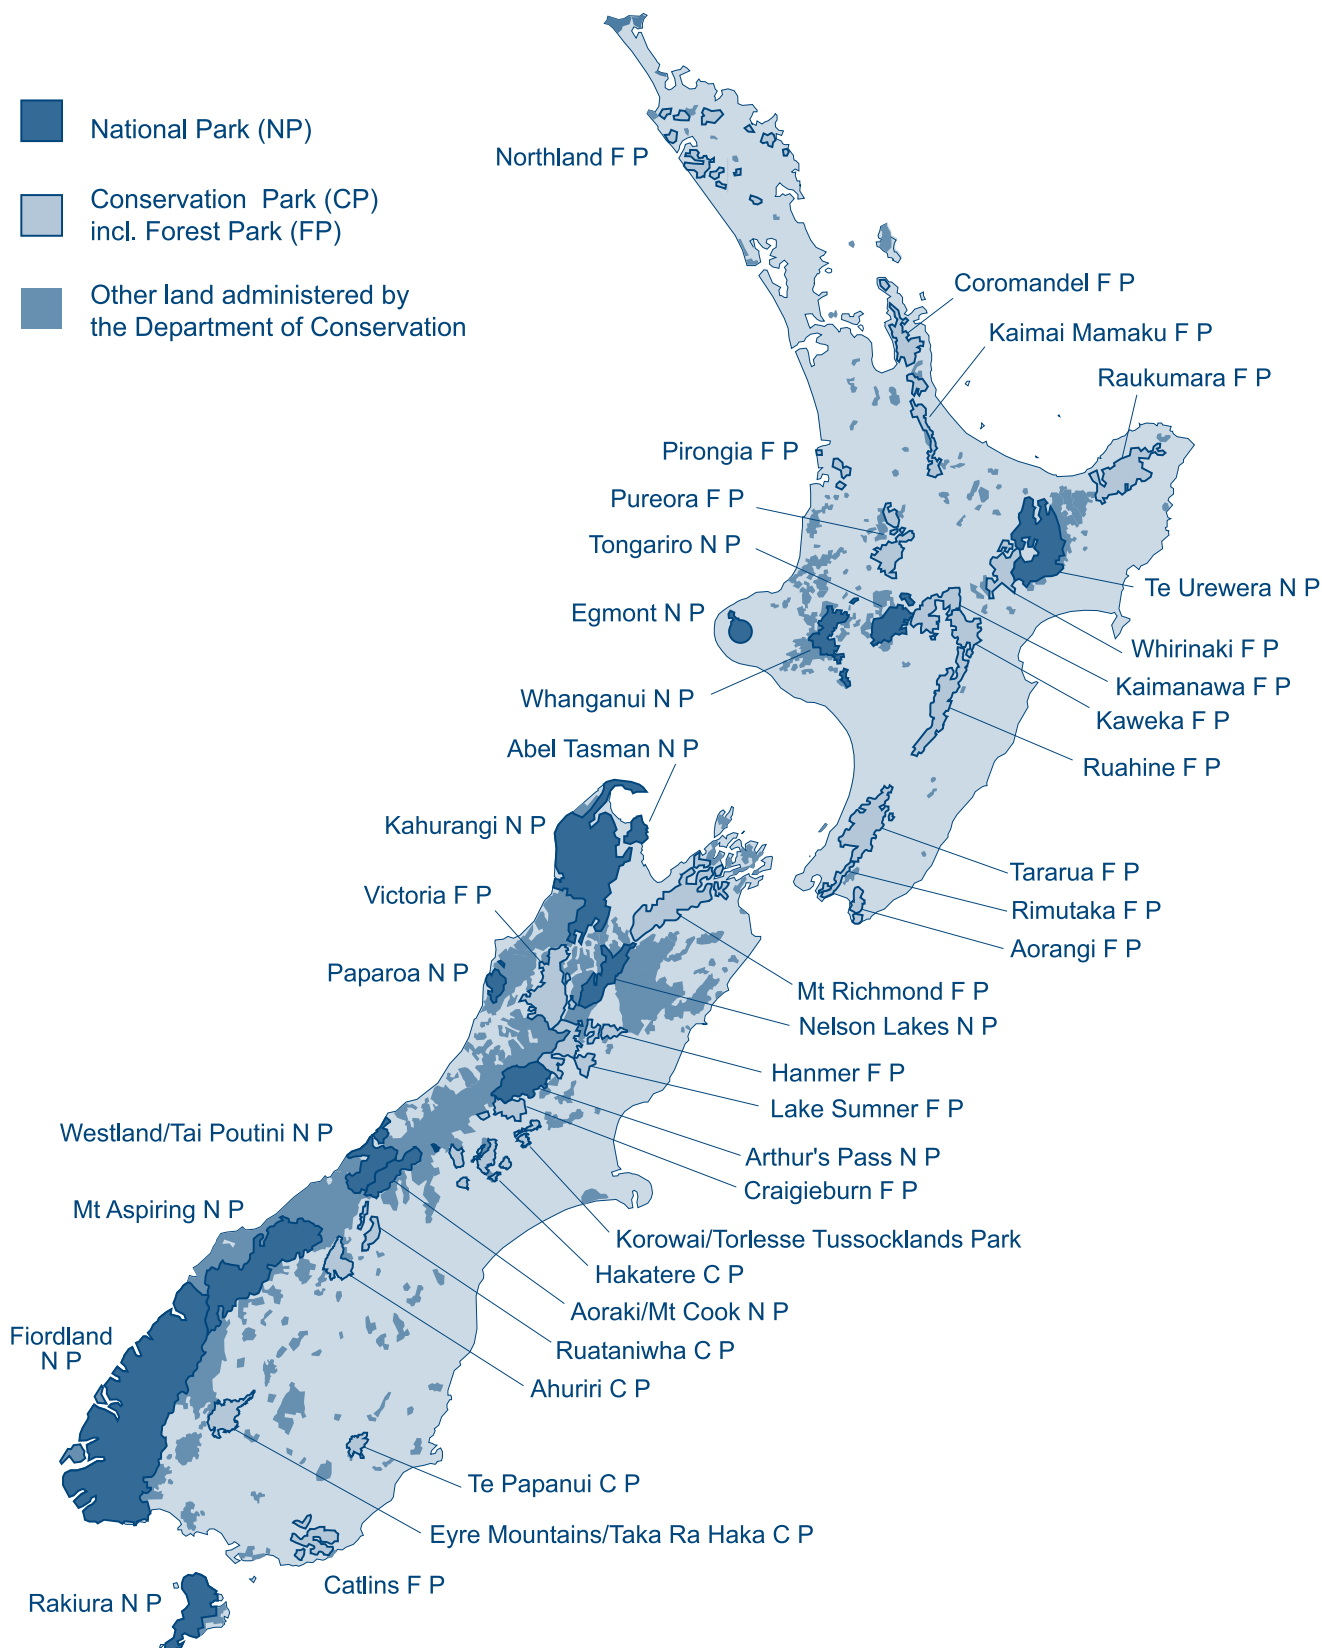 National Park (NP)
Conservation  Park (CP)
incl. Forest Park (FP)
Other land administered by
the Department of Conservation
Northland F P
Coromandel F P
Kaimai Mamaku F P
Raukumara F P
Pirongia F P
Pureora F P
Tongariro N P
Te Urewera N P
Egmont N P
Whirinaki F P
Kaimanawa F P
Whanganui N P
Kaweka F P
Abel Tasman N P
Ruahine F P
Kahurangi N P
Tararua F P
Victoria F P
Rimutaka F P
Aorangi F P
Paparoa N P
Mt Richmond F P
Nelson Lakes N P
Hanmer F P
Lake Sumner F P
Westland/Tai Poutini N P
Arthur's Pass N P
Craigieburn F P
Mt Aspiring N P
Korowai/Torlesse Tussocklands Park
Hakatere C P
Aoraki/Mt Cook N P
Fiordland
N P
Ruataniwha C P
Ahuriri C P
Te Papanui C P
Eyre Mountains/Taka Ra Haka C P
Catlins F P
Rakiura N P